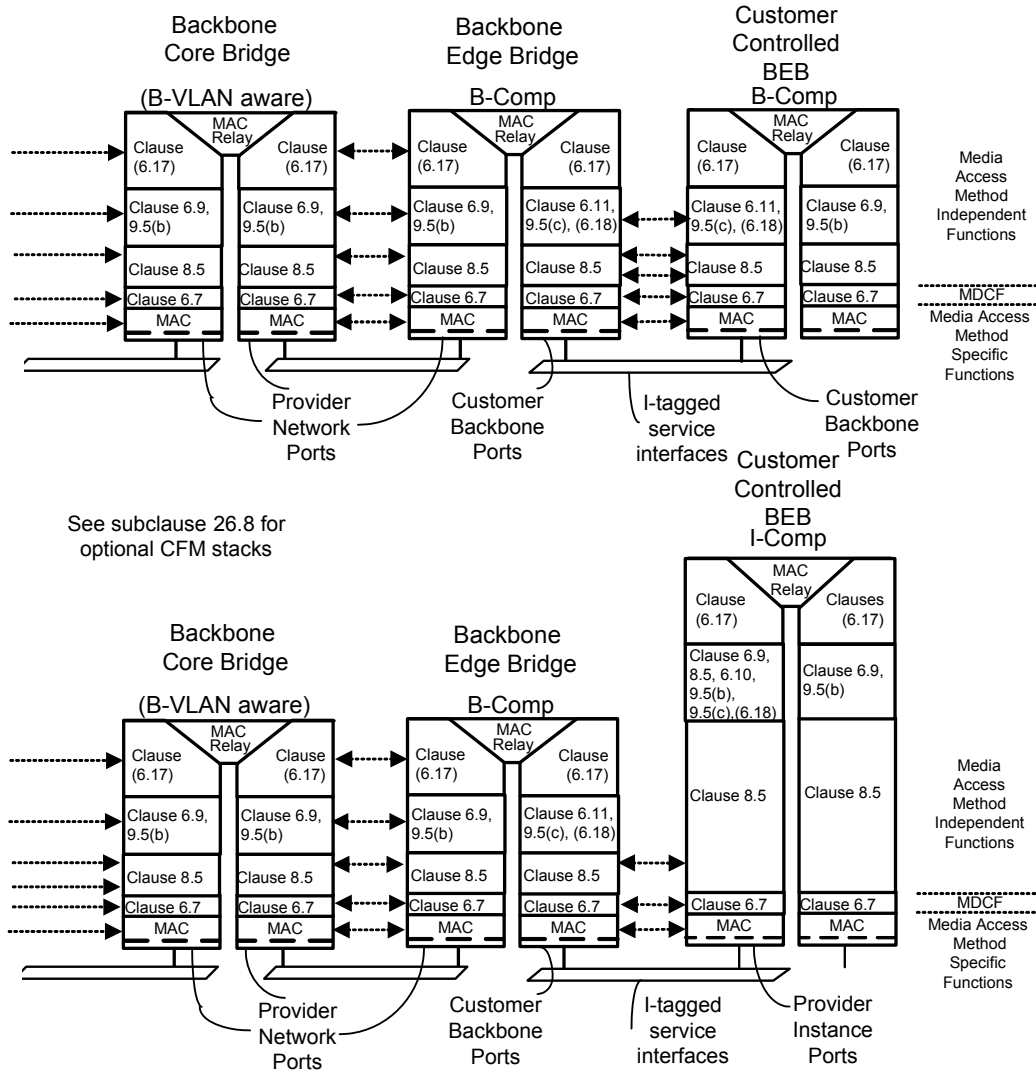 Backbone
Core Bridge
(B-VLAN aware)
Backbone
Edge Bridge
B-Comp
Customer
Controlled
BEB
B-Comp
MAC
Relay
Clause
(6.17)
Clause
(6.17)
MAC
Relay
Clause
(6.17)
Clause
(6.17)
MAC
Relay
Clause
(6.17)
Clause
(6.17)
Clause 6.9,
9.5(b)
Clause 6.9,
9.5(b)
Clause 6.9,
9.5(b)
Clause 6.11,
9.5(c), (6.18)
Clause 6.11,
9.5(c), (6.18)
Clause 6.9,
9.5(b)
Clause 8.5
Clause 8.5
Clause 8.5
Clause 8.5
Clause 8.5
Clause 8.5
Clause 6.7
Clause 6.7
Clause 6.7
Clause 6.7
Clause 6.7
Clause 6.7
MAC
MAC
MAC
MAC
MAC
MAC
Media
Access
Method
Independent
Functions
MDCF
Media Access
Method
Specific
Functions
Provider
Network
Ports
Customer
Backbone
Ports
I-tagged
service
interfaces
Customer
Backbone
Ports
See subclause 26.8 for
optional CFM stacks
Backbone
Core Bridge
(B-VLAN aware)
Backbone
Edge Bridge
B-Comp
Customer
Controlled
BEB
I-Comp
MAC
Relay
Clause
(6.17)
Clause
(6.17)
MAC
Relay
Clause
(6.17)
Clause
(6.17)
MAC
Relay
Clause
(6.17)
Clauses
(6.17)
Clause 6.9,
9.5(b)
Clause 6.9,
9.5(b)
Clause 6.9,
9.5(b)
Clause 6.11,
9.5(c), (6.18)
Clause 6.9,
8.5, 6.10,
9.5(b),
9.5(c),(6.18)
Clause 6.9,
9.5(b)
Clause 8.5
Clause 8.5
Clause 8.5
Clause 8.5
Clause 8.5
Clause 8.5
Clause 6.7
Clause 6.7
Clause 6.7
Clause 6.7
Clause 6.7
Clause 6.7
MAC
MAC
MAC
MAC
MAC
MAC
Media
Access
Method
Independent
Functions
MDCF
Media Access
Method
Specific
Functions
Provider
Network
Ports
Customer
Backbone
Ports
I-tagged
service
interfaces
Provider
Instance
Ports